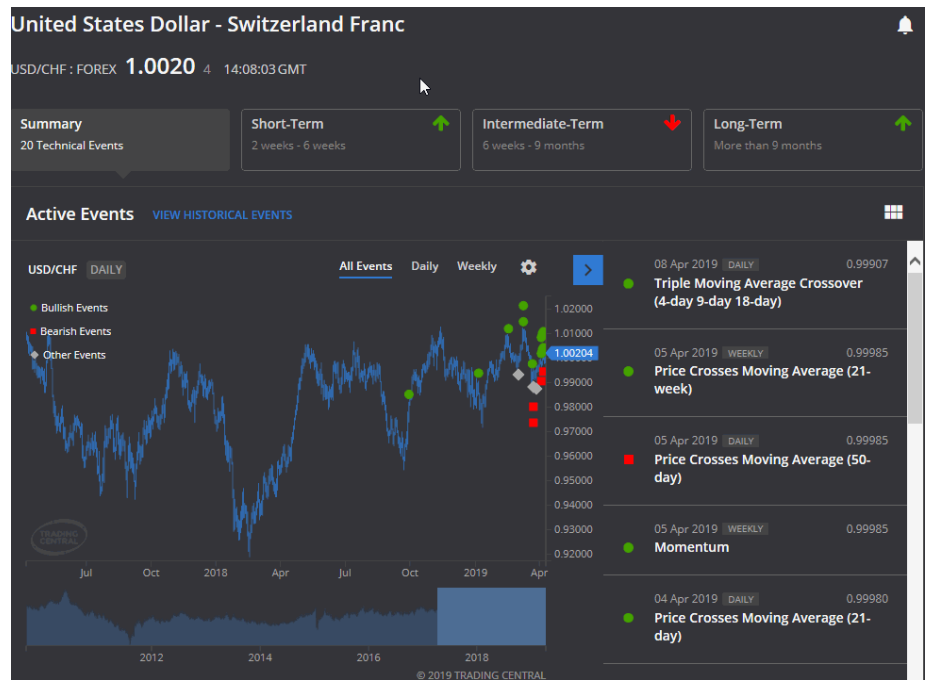 United States Dollar - Switzerland Franc
USD/CHF : FOREX 1.0020 4 14:08:03 GMT
Summary
20 Technical Events
Short-Term
2 weeks - 6 weeks
Intermediate-Term
6 weeks - 9 months
Long-Term
More than 9 months
Active Events VIEW HISTORICAL EVENTS
USD/CHF DAILY
All Events Daily Weekly
Bullish Events
Bearish Events
Other Events
1.02000
1.01000
1.00204
0.99000
0.98000
0.97000
0.96000
0.95000
0.94000
0.93000
0.92000
TRADING
CENTRAL
Jul Oct 2018 Apr Jul Oct 2019 Apr
2012 2014 2016 2018
© 2019 TRADING CENTRAL
08 Apr 2019 DAILY 0.99907
Triple Moving Average Crossover
(4-day 9-day 18-day)
05 Apr 2019 WEEKLY 0.99985
Price Crosses Moving Average (21-
week)
05 Apr 2019 DAILY 0.99985
Price Crosses Moving Average (50-
day)
05 Apr 2019 WEEKLY 0.99985
Momentum
04 Apr 2019 DAILY 0.99980
Price Crosses Moving Average (21-
day)